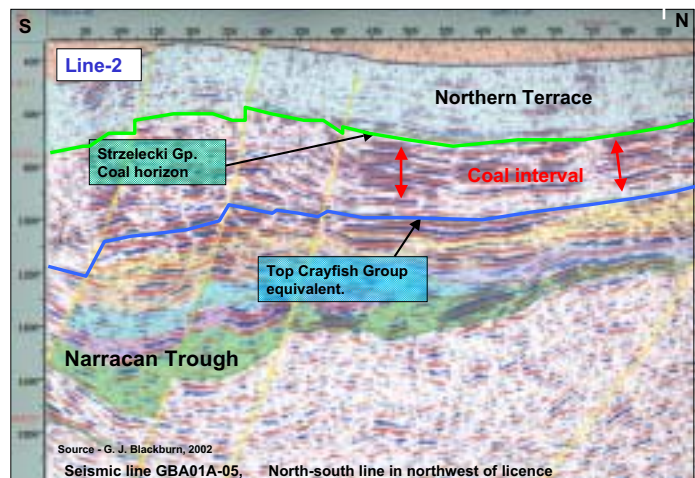 S
N
Line-2
Northern Terrace
Strzelecki Gp.
Coal horizon
Coal interval
Top Crayfish Group
equivalent.
Narracan Trough
Source - G. J. Blackburn, 2002
Seismic line GBA01A-05, North-south line in northwest of licence